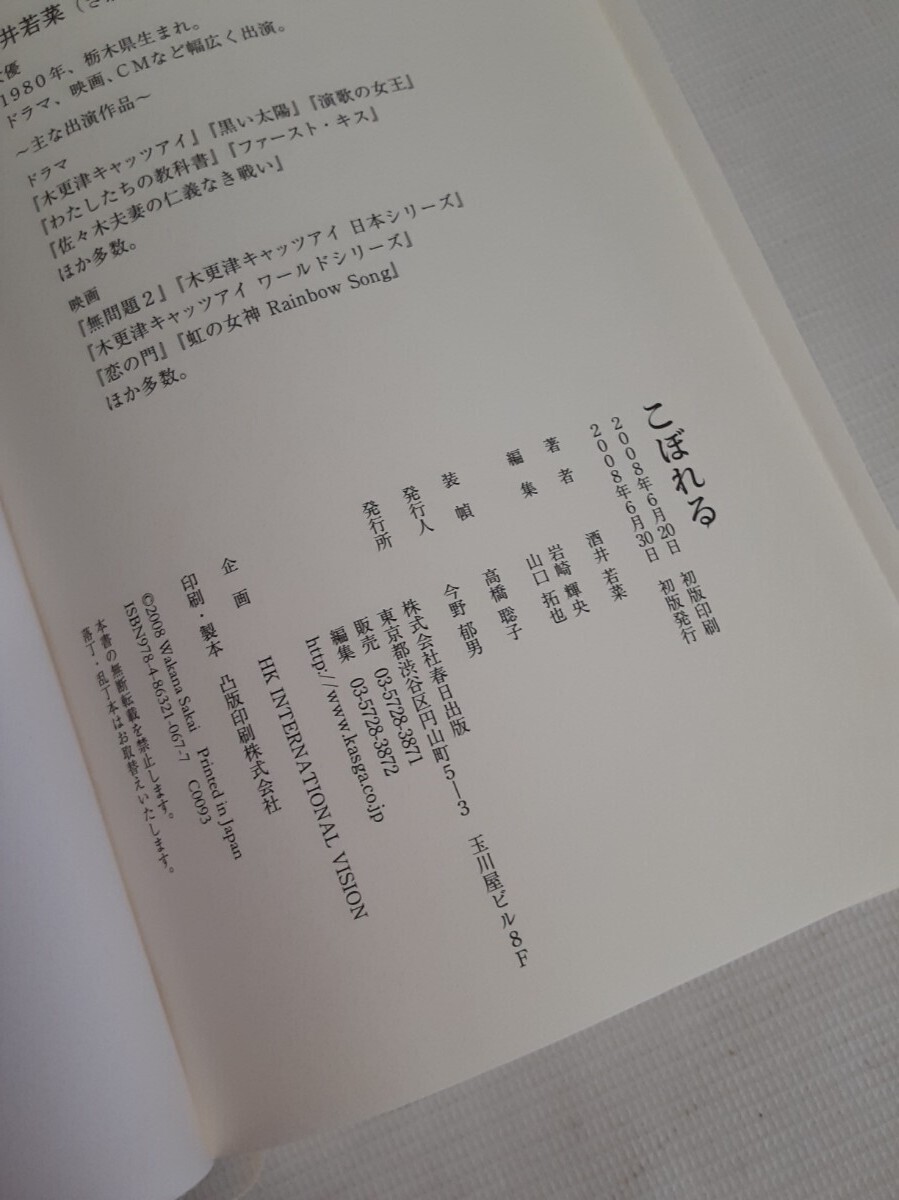 井若菜（さか
優
1980年、栃木県生まれ。
ドラマ、映画、CMなど幅広く出演。
～主な出演作品～
ドラマ
『木更津キャッツアイ』『黒い太陽』『演歌の女王』
『わたしたちの教科書』『ファースト・キス』
『佐々木夫妻の仁義なき戦い』
ほか多数。
映画
『無問題2』『木更津キャッツアイ 日本シリーズ』
『木更津キャッツアイ ワールドシリーズ』
『恋の門』『虹の女神 Rainbow Song』
ほか多数。
こぼれる
2008年6月20日 初版印刷
2008年6月30日 初版発行
著者 酒井 若菜
編集 岩崎 輝央
山口 拓也
装幀 高橋 聡子
発行人 今野 郁男
発行所 株式会社春日出版
東京都渋谷区円山町5―3 玉川屋ビル8F
販売 03-5728-3871
編集 03-5728-3872
http://www.kasga.co.jp
企画 HK INTERNATIONAL VISION
印刷・製本 凸版印刷株式会社
©2008 Wakana Sakai Printed in Japan
ISBN978-4-86321-067-7 C0093
本書の無断転載を禁止します。
落丁・乱丁本はお取替えいたします。